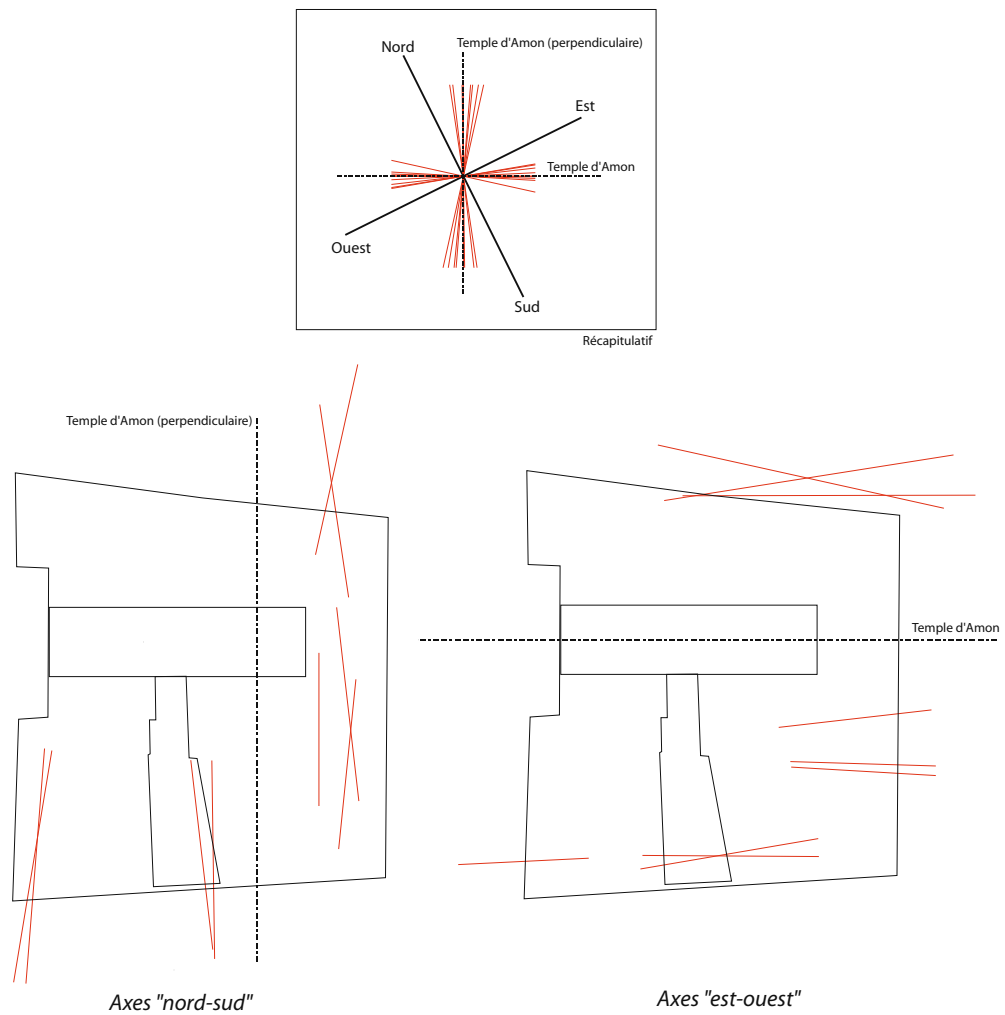 Temple d'Amon (perpendiculaire)
Nord
Est
Temple d'Amon
Ouest
Sud
Récapitulatif
Temple d'Amon (perpendiculaire)
Temple d'Amon
Axes "nord-sud"
Axes "est-ouest"